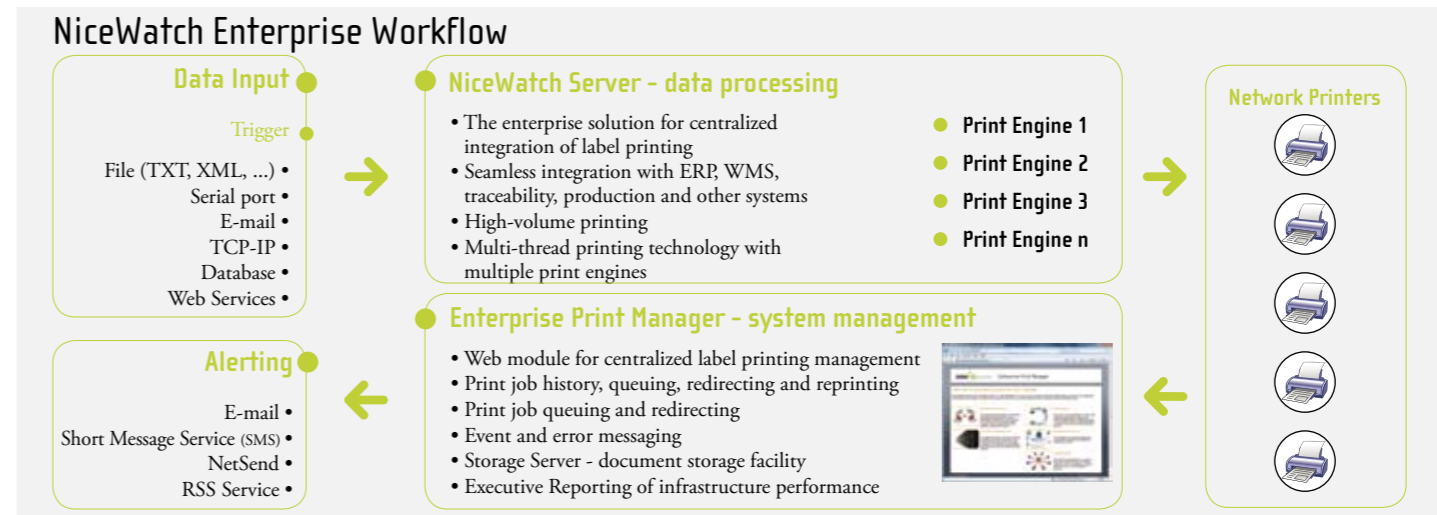 NiceWatch Enterprise Workflow
Data Input
Trigger
File (TXT, XML, ...) •
Serial port •
E-mail •
TCP-IP •
Database •
Web Services •
NiceWatch Server - data processing
• The enterprise solution for centralized
integration of label printing
• Seamless integration with ERP, WMS,
traceability, production and other systems
• High-volume printing
• Multi-thread printing technology with
multiple print engines
Print Engine 1
Print Engine 2
Print Engine 3
Print Engine n
Network Printers
Enterprise Print Manager - system management
• Web module for centralized label printing management
• Print job history, queuing, redirecting and reprinting
• Print job queuing and redirecting
• Event and error messaging
• Storage Server - document storage facility
• Executive Reporting of infrastructure performance
Alerting
E-mail •
Short Message Service (SMS) •
NetSend •
RSS Service •